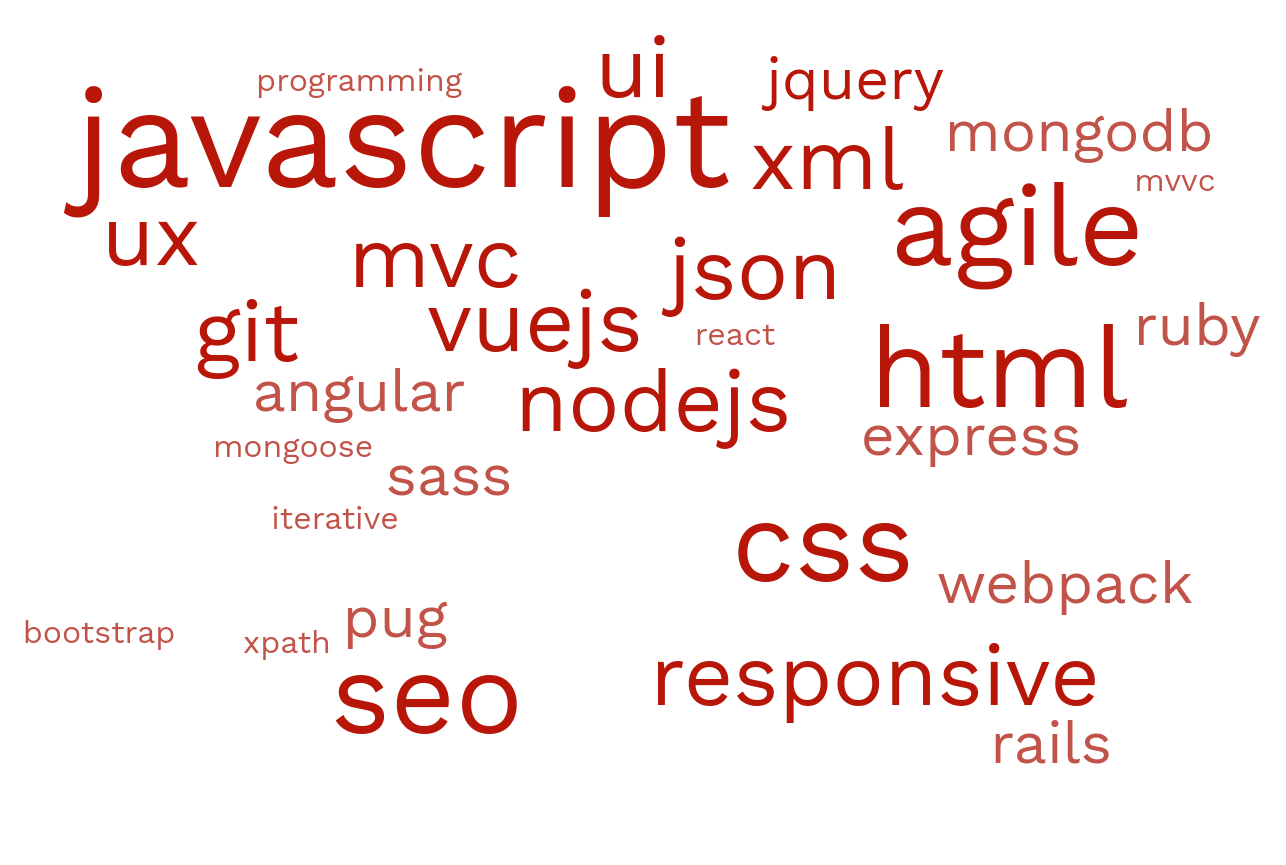 ui
programming
jquery
javascript
mongodb
xml
mvvc
agile
ux
mvc
json
vuejs
git
react
ruby
html
angular
nodejs
express
mongoose
sass
iterative
css
webpack
pug
bootstrap
xpath
responsive
seo
rails